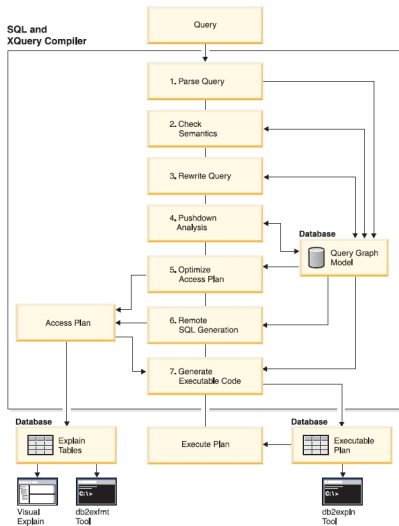 SQL and
XQuery Compiler
Query
1. Parse Query
2. Check
Semantics
3. Rewrite Query
4. Pushdown
Analysis
Database
Query Graph
Model
5. Optimize
Access Plan
Access Plan
6. Remote
SQL Generation
7. Generate
Executable Code
Database
Explain
Tables
Execute Plan
Database
Executable
Plan
C:\>
C:\>
Visual
Explain
db2exfmt
Tool
db2expln
Tool